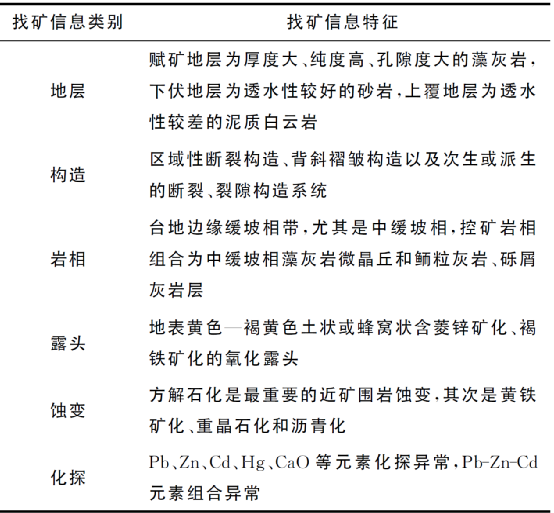 找矿信息类别 找矿信息特征
赋矿地层为厚度大、纯度高、孔隙度大的藻灰岩,
地层 下伏地层为透水性较好的砂岩,上覆地层为透水
性较差的泥质白云岩
区域性断裂构造、背斜褶皱构造以及次生或派生
构造
的断裂、裂隙构造系统
台地边缘缓坡相带,尤其是中缓坡相,控矿岩相
岩相 组合为中缓坡相藻灰岩微晶丘和鲕粒灰岩、砾屑
灰岩层
地表黄色—褐黄色土状或蜂窝状含菱锌矿化、褐
露头
铁矿化的氧化露头
方解石化是最重要的近矿围岩蚀变,其次是黄铁
蚀变
矿化、重晶石化和沥青化
Pb、Zn、Cd、Hg、CaO 等元素化探异常,Pb-Zn-Cd
化探
元素组合异常